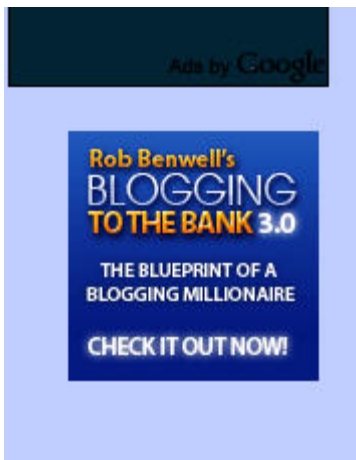 Ads by Google
Rob Benwell's
BLOGGING
TO THE BANK 3.0
THE BLUEPRINT OF A
BLOGGING MILLIONAIRE
CHECK IT OUT NOW!